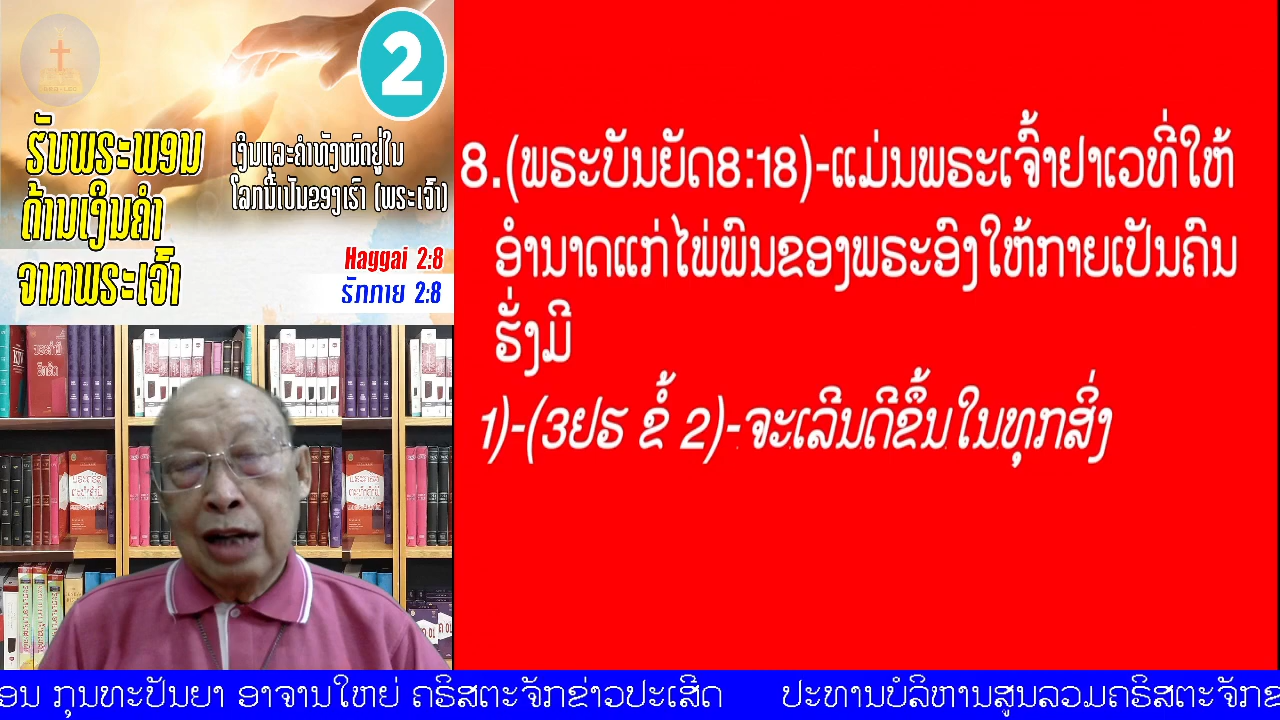 2
ຮັບພຣະພອນ
ດ້ານເງິນຄຳ
ຈາກພຣະເຈົ້າ
ເງິນແລະຄຳທັງໝົດຢູ່ໃນ
ໂລກນີ້ເປັນຂອງເຮົາ (ພຣະເຈົ້າ)
Haggai 2:8
ຮັກກາຍ 2:8
8.(ພຣະບັນຍັດ8:18)-ແມ່ນພຣະເຈົ້າຢາເວທີ່ໃຫ້
ອຳນາດແກ່ໄພ່ພົນຂອງພຣະອົງໃຫ້ກາຍເປັນຄົນ
ຮັ່ງມີ
1)-(3ຢຮ ຂໍ້ 2)-ຈະເລີນດີຂຶ້ນໃນທຸກສິ່ງ
KJV
ອນ ກຸນທະປັນຍາ ອາຈານໃຫຍ່ ຄຣິສຕະຈັກຂ່າວປະເສີດ ປະທານບໍລິຫານສູນລວມຄຣິສຕະຈັກຂ